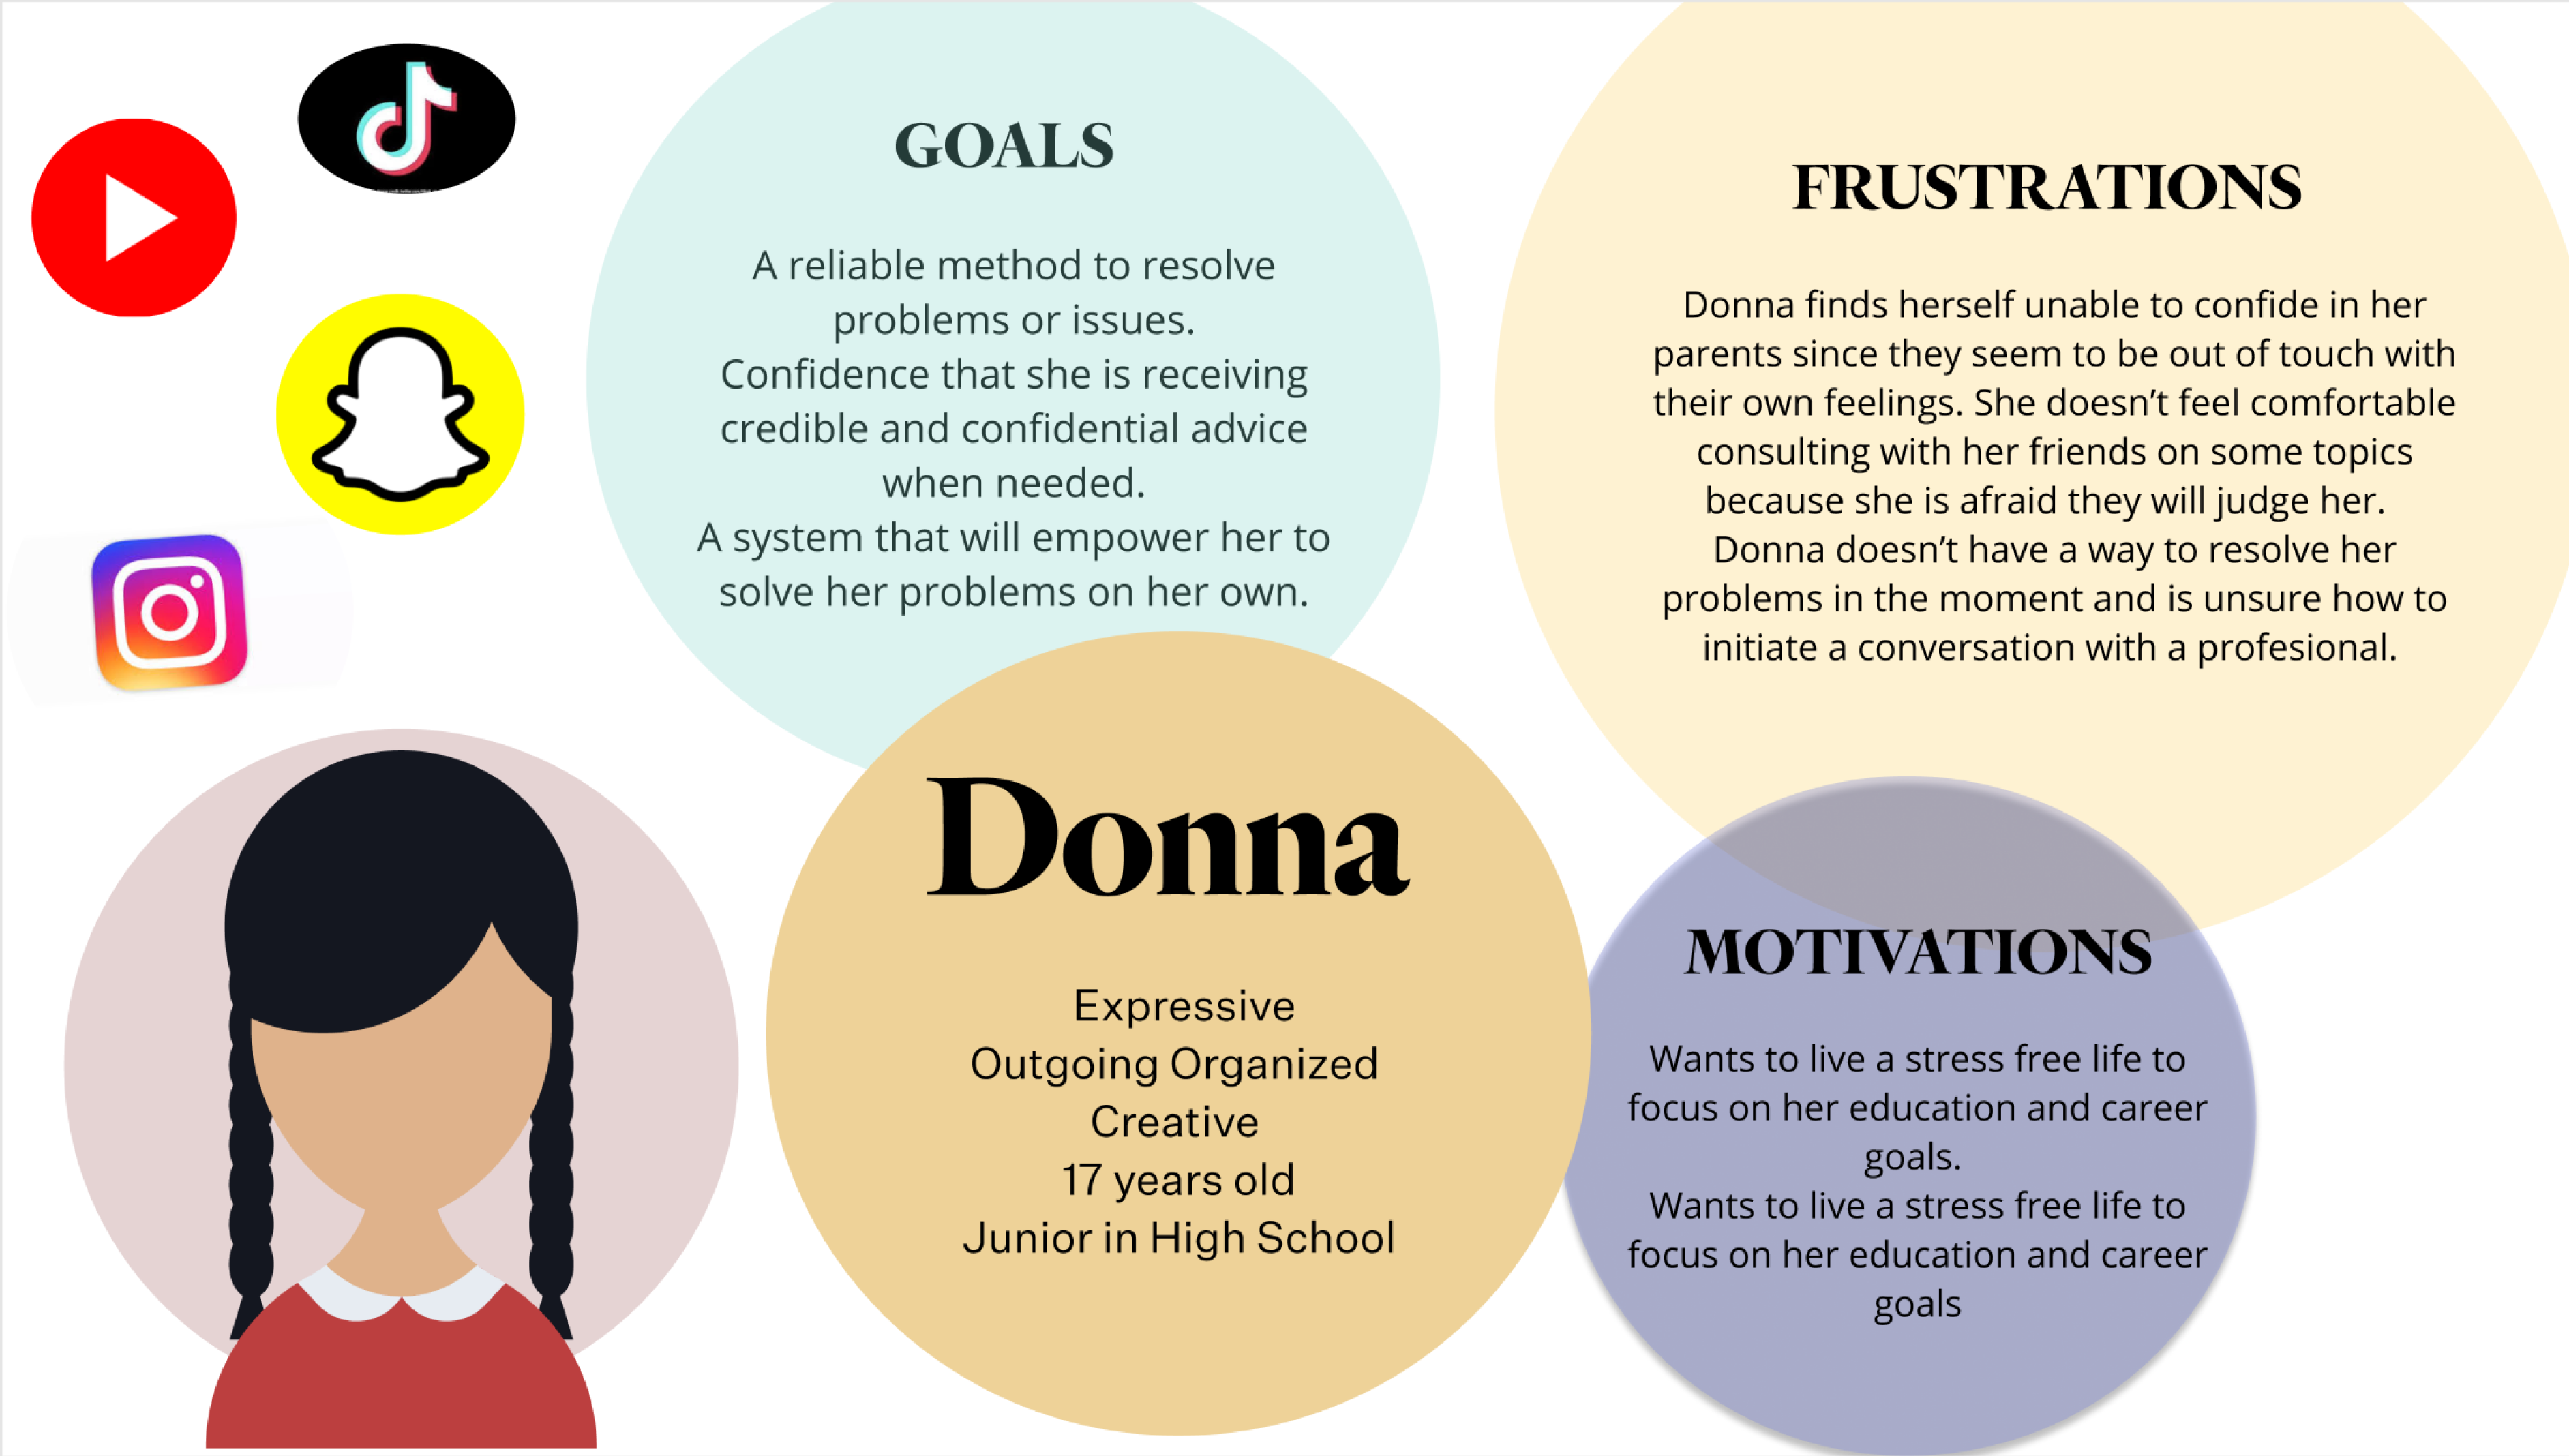 GOALS
A reliable method to resolve
problems or issues.
Confidence that she is receiving
credible and confidential advice
when needed.
A system that will empower her to
solve her problems on her own.
FRUSTRATIONS
Donna finds herself unable to confide in her
parents since they seem to be out of touch with
their own feelings. She doesn’t feel comfortable
consulting with her friends on some topics
because she is afraid they will judge her.
Donna doesn’t have a way to resolve her
problems in the moment and is unsure how to
initiate a conversation with a profesional.
Donna
Expressive
Outgoing Organized
Creative
17 years old
Junior in High School
MOTIVATIONS
Wants to live a stress free life to
focus on her education and career
goals.
Wants to live a stress free life to
focus on her education and career
goals